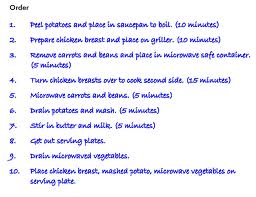 Order
1. Peel potatoes and place in saucepan to boil. (10 minutes)
2. Prepare chicken breast and place on griller. (10 minutes)
3. Remove carrots and beans and place in microwave safe container.
(5 minutes)
4. Turn chicken breasts over to cook second side. (15 minutes)
5. Microwave carrots and beans. (5 minutes)
6. Drain potatoes and mash. (5 minutes)
7. Stir in butter and milk. (5 minutes)
8. Get out serving plates.
9. Drain microwaved vegetables.
10. Place chicken breast, mashed potato, microwave vegetables on
serving plate.